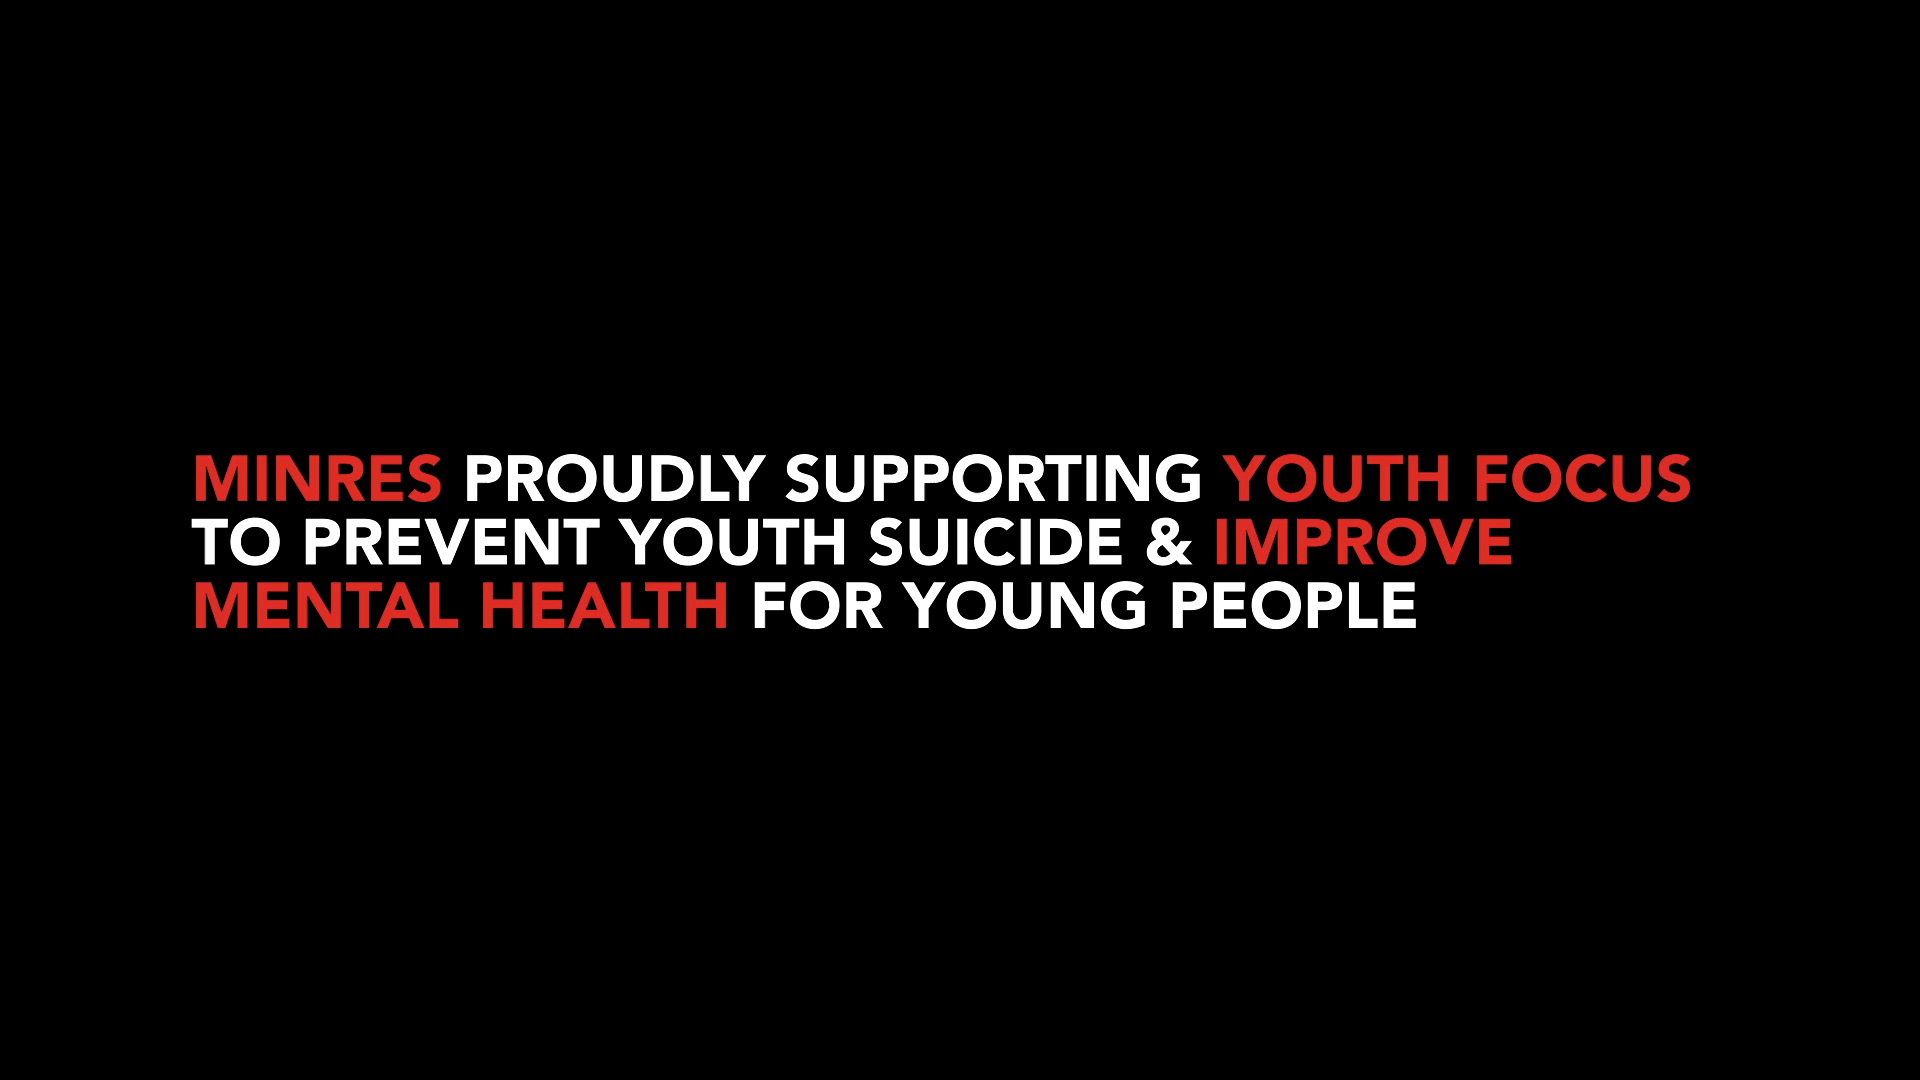 MINRES PROUDLY SUPPORTING YOUTH FOCUS
TO PREVENT YOUTH SUICIDE & IMPROVE
MENTAL HEALTH FOR YOUNG PEOPLE